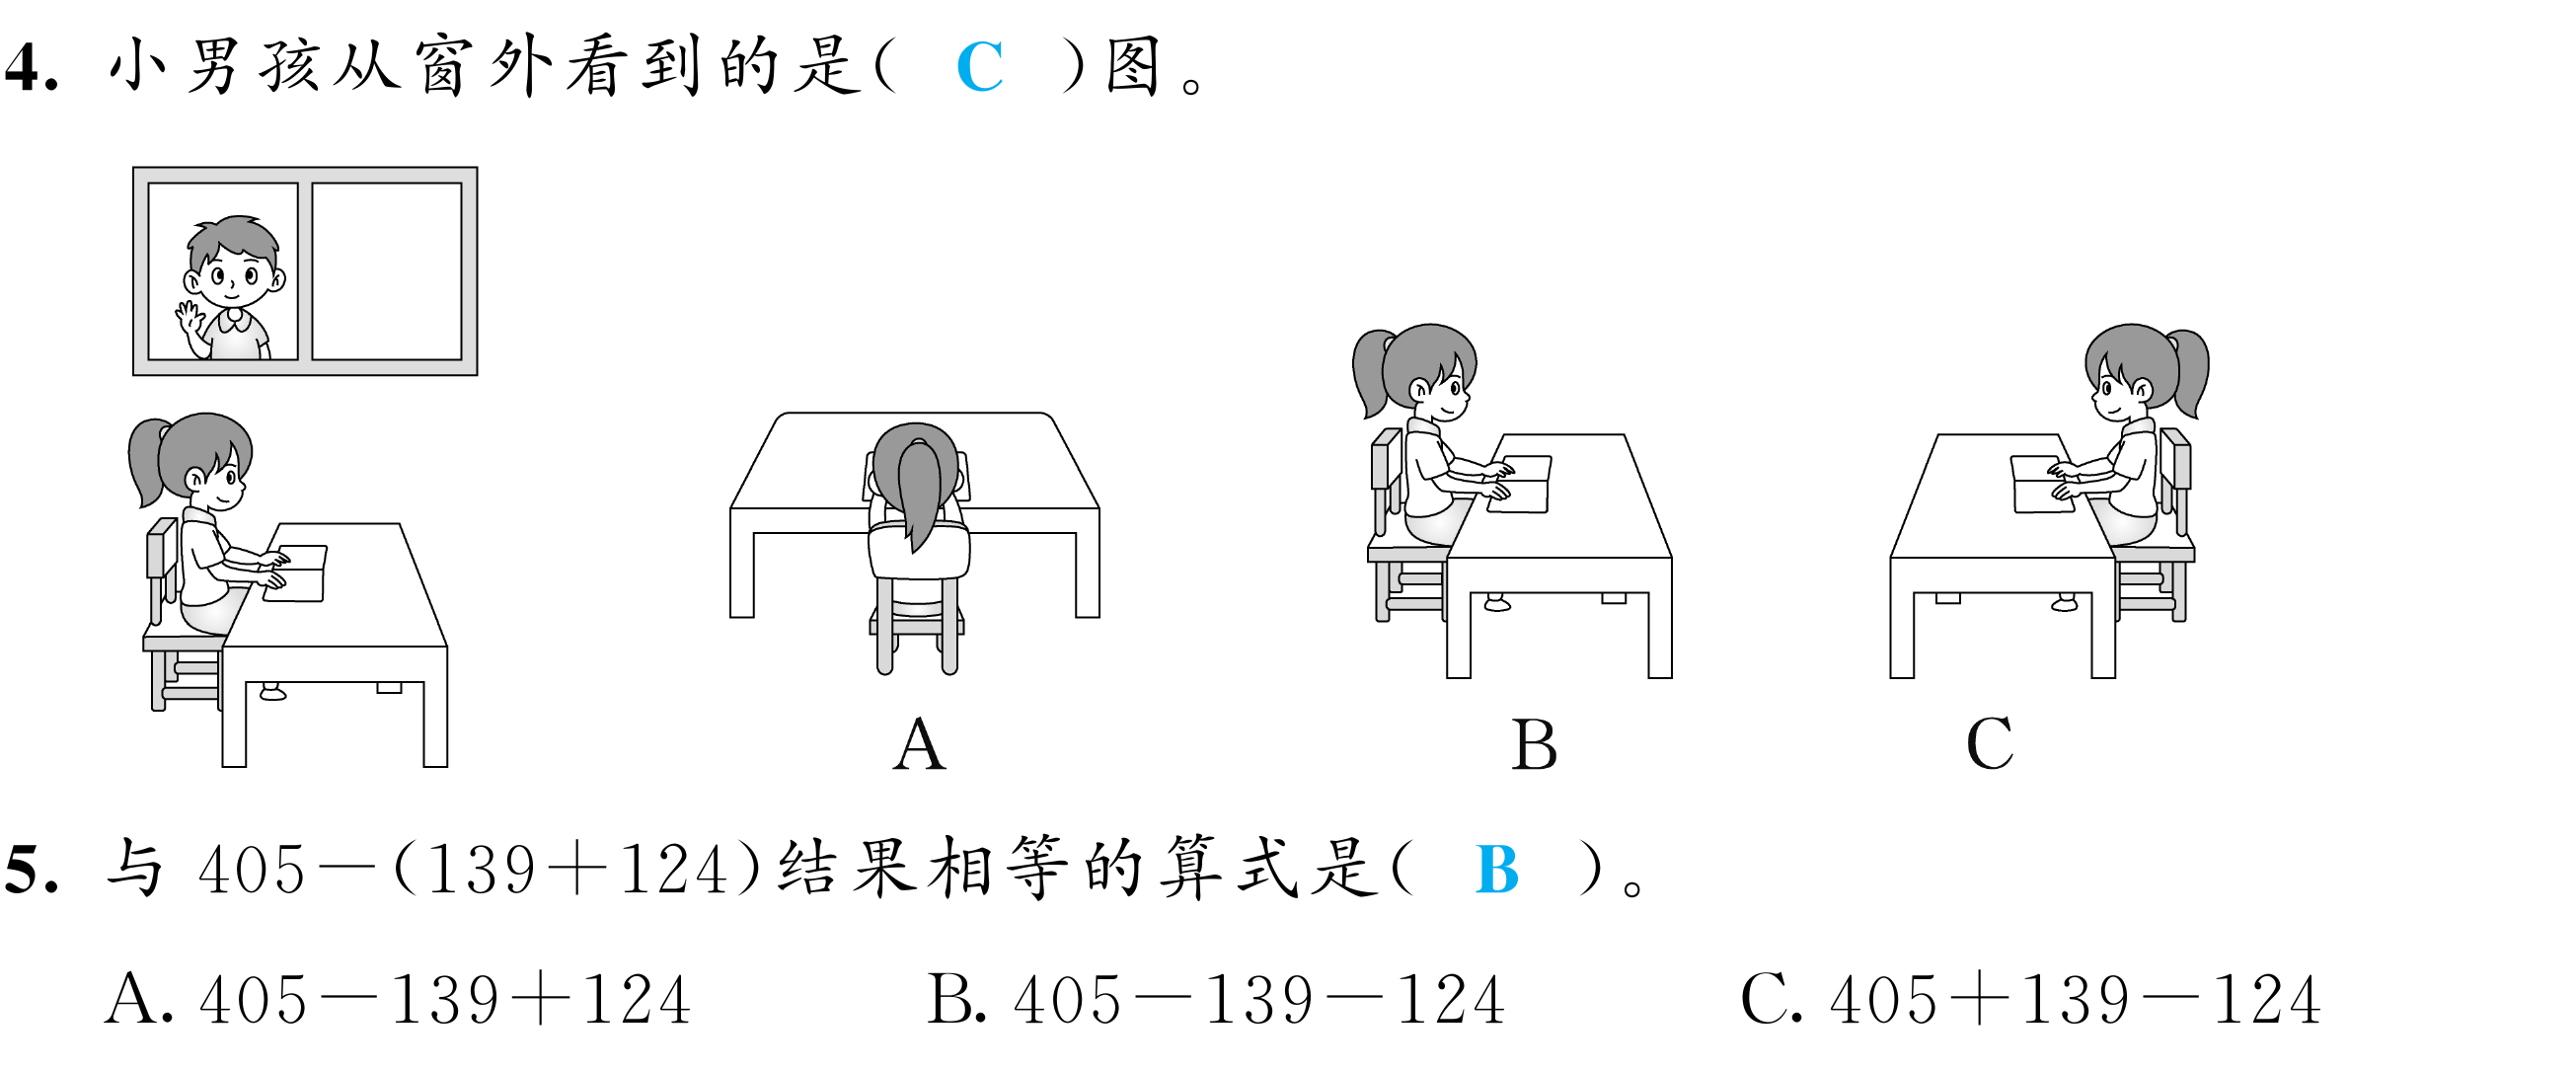 4. 小男孩从窗外看到的是( C )图。
A B C
5. 与 405-(139+124)结果相等的算式是( B )。
A. 405-139+124 B. 405-139-124 C. 405+139-124